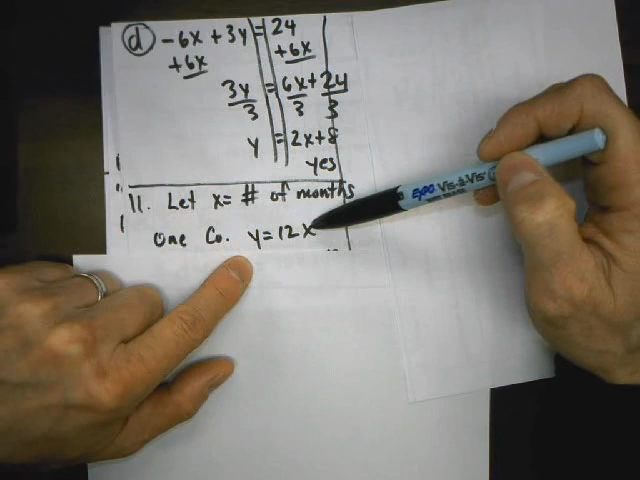 d -6x + 3y = 24
+6x +6x
3y/3 = 6x/3 + 24/3
y = 2x+8
yes
11. Let x = # of months
One Co. y=12x
EXPO Vis-à-Vis